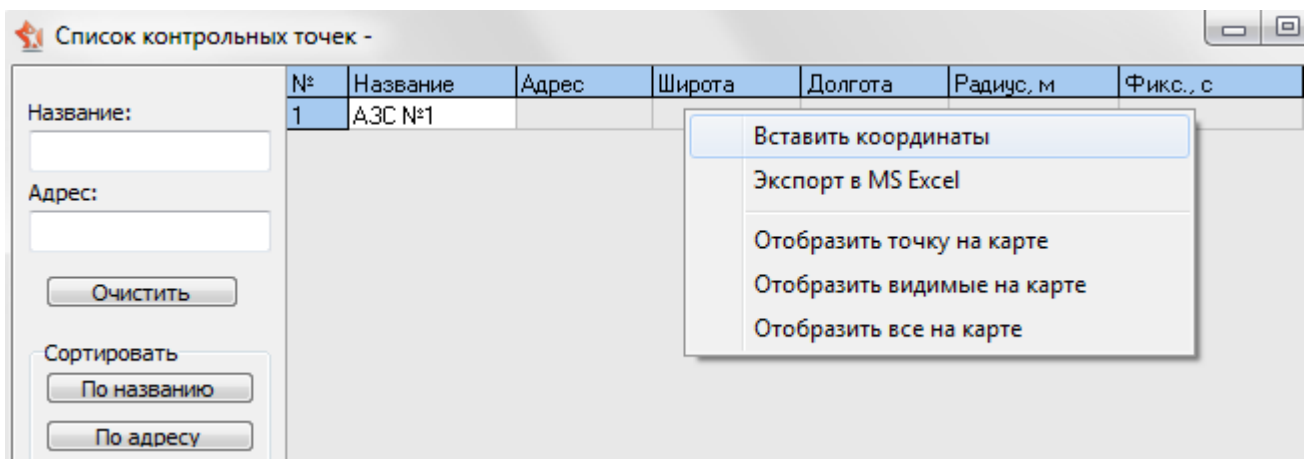 Список контрольных точек -
№ Название Адрес Широта Долгота Радиус, м Фикс., с
Название:
1 АЗС №1
Вставить координаты
Экспорт в MS Excel
Адрес:
Отобразить точку на карте
Очистить
Отобразить видимые на карте
Отобразить все на карте
Сортировать
По названию
По адресу